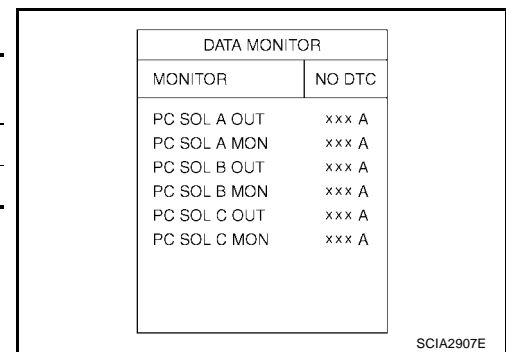 DATA MONITOR
MONITOR NO DTC
PC SOL A OUT xxx A
PC SOL A MON xxx A
PC SOL B OUT xxx A
PC SOL B MON xxx A
PC SOL C OUT xxx A
PC SOL C MON xxx A
SCIA2907E